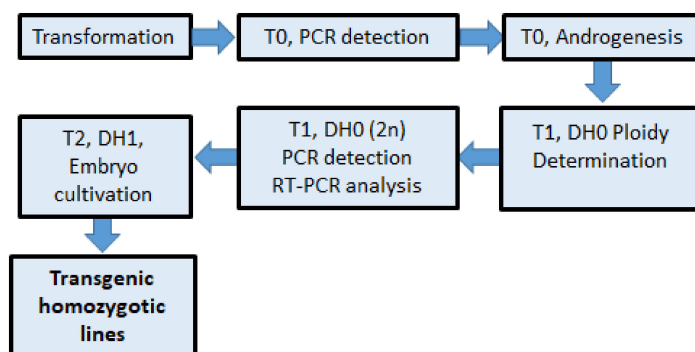 Transformation
T0, PCR detection
T0, Androgenesis
T1, DH0 Ploidy
Determination
T1, DH0 (2n)
PCR detection
RT-PCR analysis
T2, DH1,
Embryo
cultivation
Transgenic
homozygotic
lines